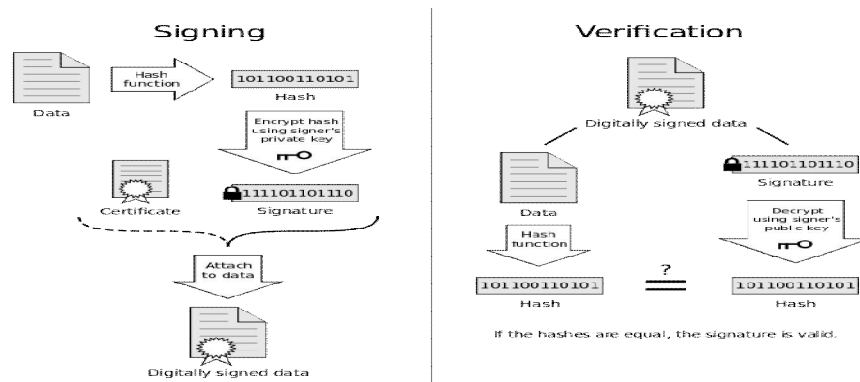 Signing
Hash
function
101100110101
Hash
Data
Encrypt hash
using signer's
private key
111101101110
Certificate
Signature
Attach
to data
Digitally signed data
Verification
Digitally signed data
111101101110
Signature
Data
Hash
function
Decrypt
using signer's
public key
?
101100110101
101100110101
Hash
Hash
If the hashes are equal, the signature is valid.